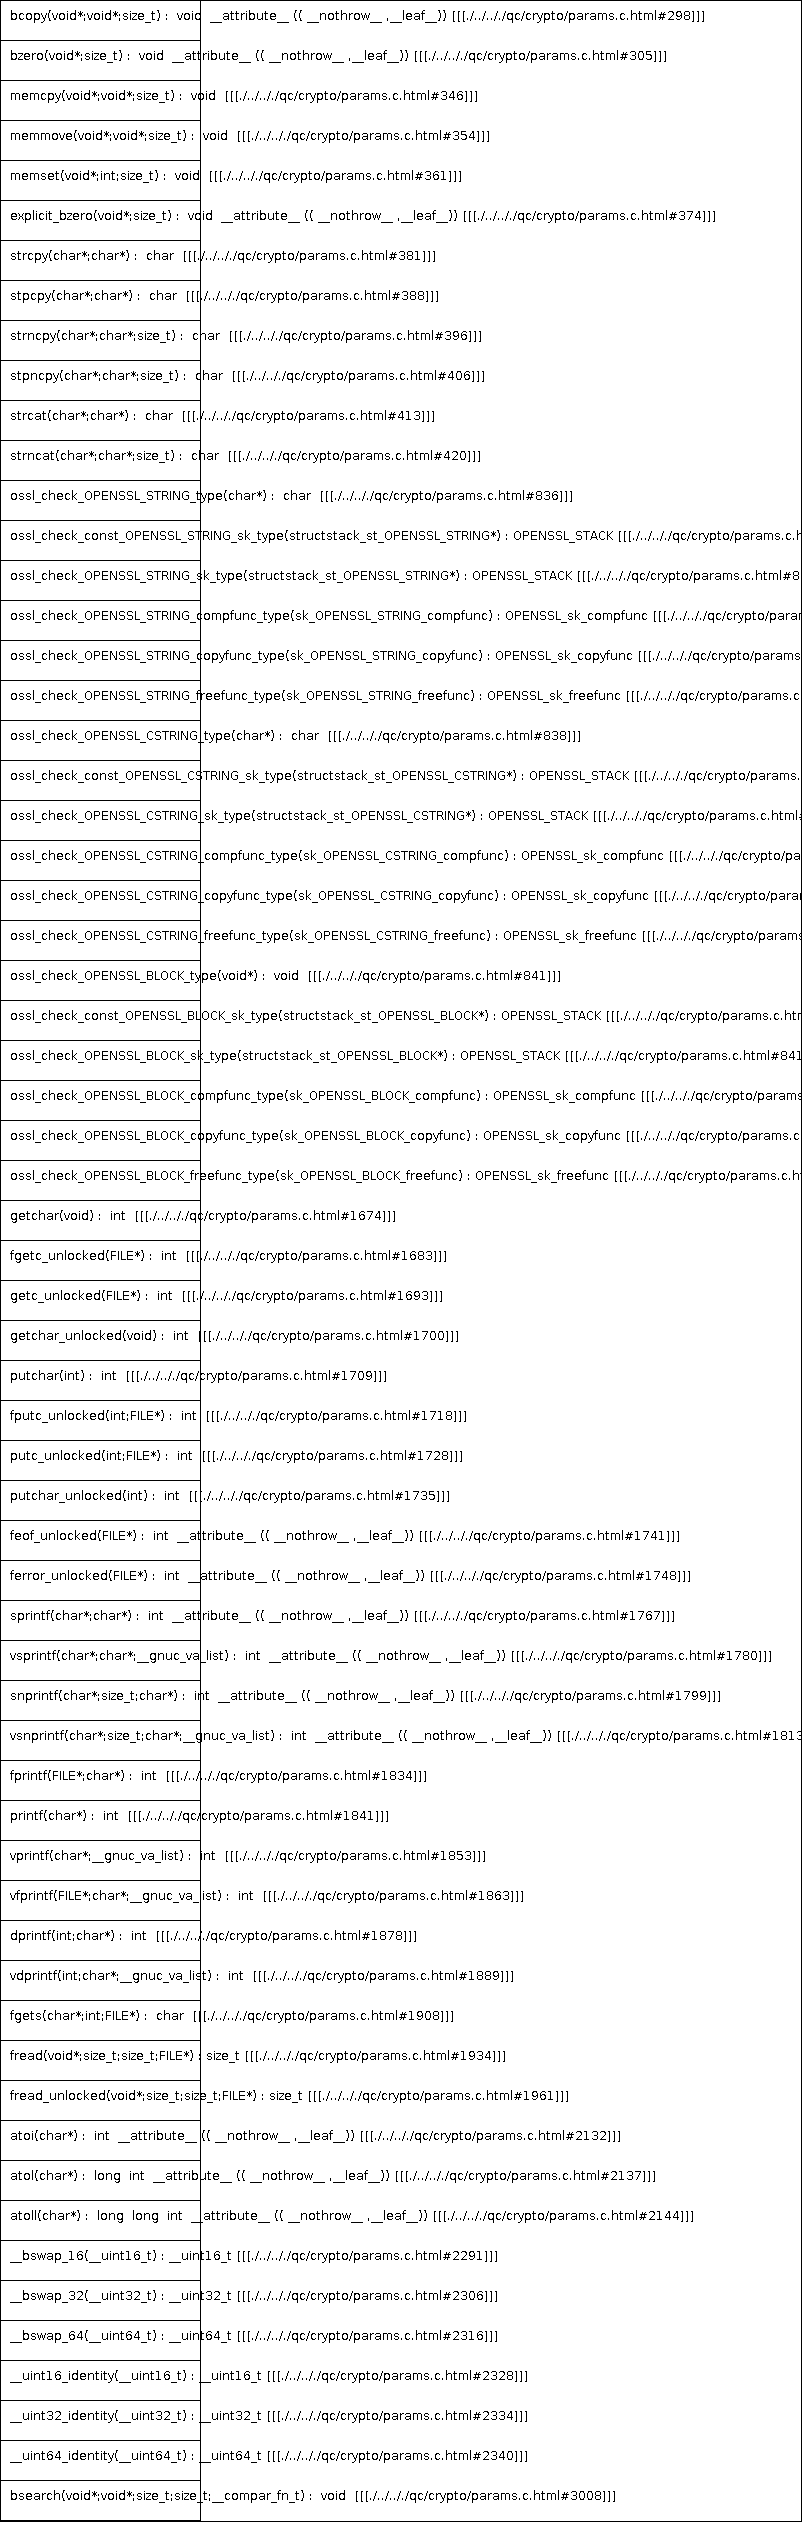 bcopy(void*;void*;size_t) : void __attribute__ (( __nothrow__ ,__leaf__)) [[[./../../../qc/crypto/params.c.html#298]]]
bzero(void*;size_t) : void __attribute__ (( __nothrow__ ,__leaf__)) [[[./../../../qc/crypto/params.c.html#305]]]
memcpy(void*;void*;size_t) : void [[[./../../../qc/crypto/params.c.html#346]]]
memmove(void*;void*;size_t) : void [[[./../../../qc/crypto/params.c.html#354]]]
memset(void*;int;size_t) : void [[[./../../../qc/crypto/params.c.html#361]]]
explicit_bzero(void*;size_t) : void __attribute__ (( __nothrow__ ,__leaf__)) [[[./../../../qc/crypto/params.c.html#374]]]
strcpy(char*;char*) : char [[[./../../../qc/crypto/params.c.html#381]]]
stpcpy(char*;char*) : char [[[./../../../qc/crypto/params.c.html#388]]]
strncpy(char*;char*;size_t) : char [[[./../../../qc/crypto/params.c.html#396]]]
stpncpy(char*;char*;size_t) : char [[[./../../../qc/crypto/params.c.html#406]]]
strcat(char*;char*) : char [[[./../../../qc/crypto/params.c.html#413]]]
strncat(char*;char*;size_t) : char [[[./../../../qc/crypto/params.c.html#420]]]
ossl_check_OPENSSL_STRING_type(char*) : char [[[./../../../qc/crypto/params.c.html#836]]]
ossl_check_const_OPENSSL_STRING_sk_type(structstack_st_OPENSSL_STRING*) : OPENSSL_STACK [[[./../../../qc/crypto/params.c.h
ossl_check_OPENSSL_STRING_sk_type(structstack_st_OPENSSL_STRING*) : OPENSSL_STACK [[[./../../../qc/crypto/params.c.html#8
ossl_check_OPENSSL_STRING_compfunc_type(sk_OPENSSL_STRING_compfunc) : OPENSSL_sk_compfunc [[[./../../../qc/crypto/param
ossl_check_OPENSSL_STRING_copyfunc_type(sk_OPENSSL_STRING_copyfunc) : OPENSSL_sk_copyfunc [[[./../../../qc/crypto/params
ossl_check_OPENSSL_STRING_freefunc_type(sk_OPENSSL_STRING_freefunc) : OPENSSL_sk_freefunc [[[./../../../qc/crypto/params.c
ossl_check_OPENSSL_CSTRING_type(char*) : char [[[./../../../qc/crypto/params.c.html#838]]]
ossl_check_const_OPENSSL_CSTRING_sk_type(structstack_st_OPENSSL_CSTRING*) : OPENSSL_STACK [[[./../../../qc/crypto/params.
ossl_check_OPENSSL_CSTRING_sk_type(structstack_st_OPENSSL_CSTRING*) : OPENSSL_STACK [[[./../../../qc/crypto/params.c.html#
ossl_check_OPENSSL_CSTRING_compfunc_type(sk_OPENSSL_CSTRING_compfunc) : OPENSSL_sk_compfunc [[[./../../../qc/crypto/pa
ossl_check_OPENSSL_CSTRING_copyfunc_type(sk_OPENSSL_CSTRING_copyfunc) : OPENSSL_sk_copyfunc [[[./../../../qc/crypto/param
ossl_check_OPENSSL_CSTRING_freefunc_type(sk_OPENSSL_CSTRING_freefunc) : OPENSSL_sk_freefunc [[[./../../../qc/crypto/params
ossl_check_OPENSSL_BLOCK_type(void*) : void [[[./../../../qc/crypto/params.c.html#841]]]
ossl_check_const_OPENSSL_BLOCK_sk_type(structstack_st_OPENSSL_BLOCK*) : OPENSSL_STACK [[[./../../../qc/crypto/params.c.htm
ossl_check_OPENSSL_BLOCK_sk_type(structstack_st_OPENSSL_BLOCK*) : OPENSSL_STACK [[[./../../../qc/crypto/params.c.html#841
ossl_check_OPENSSL_BLOCK_compfunc_type(sk_OPENSSL_BLOCK_compfunc) : OPENSSL_sk_compfunc [[[./../../../qc/crypto/params
ossl_check_OPENSSL_BLOCK_copyfunc_type(sk_OPENSSL_BLOCK_copyfunc) : OPENSSL_sk_copyfunc [[[./../../../qc/crypto/params.c
ossl_check_OPENSSL_BLOCK_freefunc_type(sk_OPENSSL_BLOCK_freefunc) : OPENSSL_sk_freefunc [[[./../../../qc/crypto/params.c.ht
getchar(void) : int [[[./../../../qc/crypto/params.c.html#1674]]]
fgetc_unlocked(FILE*) : int [[[./../../../qc/crypto/params.c.html#1683]]]
getc_unlocked(FILE*) : int [[[./../../../qc/crypto/params.c.html#1693]]]
getchar_unlocked(void) : int [[[./../../../qc/crypto/params.c.html#1700]]]
putchar(int) : int [[[./../../../qc/crypto/params.c.html#1709]]]
fputc_unlocked(int;FILE*) : int [[[./../../../qc/crypto/params.c.html#1718]]]
putc_unlocked(int;FILE*) : int [[[./../../../qc/crypto/params.c.html#1728]]]
putchar_unlocked(int) : int [[[./../../../qc/crypto/params.c.html#1735]]]
feof_unlocked(FILE*) : int __attribute__ (( __nothrow__ ,__leaf__)) [[[./../../../qc/crypto/params.c.html#1741]]]
ferror_unlocked(FILE*) : int __attribute__ (( __nothrow__ ,__leaf__)) [[[./../../../qc/crypto/params.c.html#1748]]]
sprintf(char*;char*) : int __attribute__ (( __nothrow__ ,__leaf__)) [[[./../../../qc/crypto/params.c.html#1767]]]
vsprintf(char*;char*;__gnuc_va_list) : int __attribute__ (( __nothrow__ ,__leaf__)) [[[./../../../qc/crypto/params.c.html#1780]]]
snprintf(char*;size_t;char*) : int __attribute__ (( __nothrow__ ,__leaf__)) [[[./../../../qc/crypto/params.c.html#1799]]]
vsnprintf(char*;size_t;char*;__gnuc_va_list) : int __attribute__ (( __nothrow__ ,__leaf__)) [[[./../../../qc/crypto/params.c.html#1813
fprintf(FILE*;char*) : int [[[./../../../qc/crypto/params.c.html#1834]]]
printf(char*) : int [[[./../../../qc/crypto/params.c.html#1841]]]
vprintf(char*;__gnuc_va_list) : int [[[./../../../qc/crypto/params.c.html#1853]]]
vfprintf(FILE*;char*;__gnuc_va_list) : int [[[./../../../qc/crypto/params.c.html#1863]]]
dprintf(int;char*) : int [[[./../../../qc/crypto/params.c.html#1878]]]
vdprintf(int;char*;__gnuc_va_list) : int [[[./../../../qc/crypto/params.c.html#1889]]]
fgets(char*;int;FILE*) : char [[[./../../../qc/crypto/params.c.html#1908]]]
fread(void*;size_t;size_t;FILE*) : size_t [[[./../../../qc/crypto/params.c.html#1934]]]
fread_unlocked(void*;size_t;size_t;FILE*) : size_t [[[./../../../qc/crypto/params.c.html#1961]]]
atoi(char*) : int __attribute__ (( __nothrow__ ,__leaf__)) [[[./../../../qc/crypto/params.c.html#2132]]]
atol(char*) : long int __attribute__ (( __nothrow__ ,__leaf__)) [[[./../../../qc/crypto/params.c.html#2137]]]
atoll(char*) : long long int __attribute__ (( __nothrow__ ,__leaf__)) [[[./../../../qc/crypto/params.c.html#2144]]]
__bswap_16(__uint16_t) : __uint16_t [[[./../../../qc/crypto/params.c.html#2291]]]
__bswap_32(__uint32_t) : __uint32_t [[[./../../../qc/crypto/params.c.html#2306]]]
__bswap_64(__uint64_t) : __uint64_t [[[./../../../qc/crypto/params.c.html#2316]]]
__uint16_identity(__uint16_t) : __uint16_t [[[./../../../qc/crypto/params.c.html#2328]]]
__uint32_identity(__uint32_t) : __uint32_t [[[./../../../qc/crypto/params.c.html#2334]]]
__uint64_identity(__uint64_t) : __uint64_t [[[./../../../qc/crypto/params.c.html#2340]]]
bsearch(void*;void*;size_t;size_t;__compar_fn_t) : void [[[./../../../qc/crypto/params.c.html#3008]]]